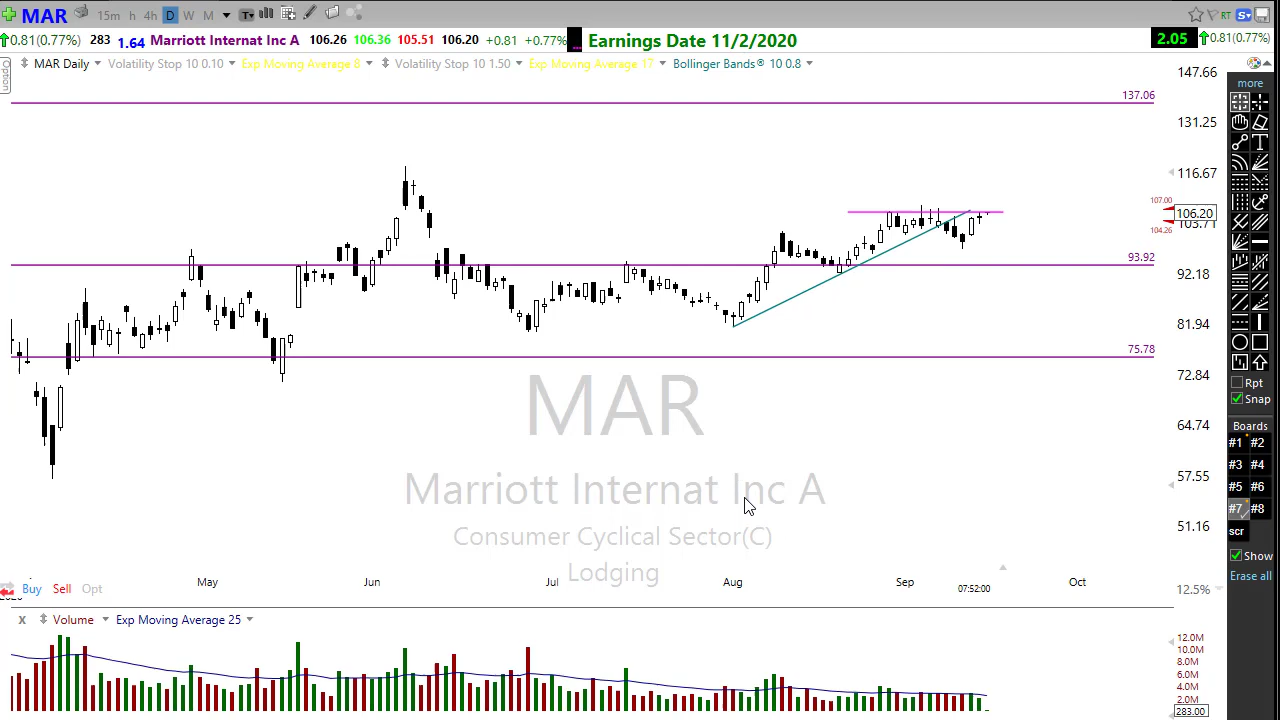 MAR 15m 1h 4h D W M T RT S
0.81(0.77%) 283 1.64 Marriott Internat Inc A 106.26 106.36 105.51 106.20 +0.81 +0.77% Earnings Date 11/2/2020 2.05 0.81(0.77%)
Option MAR Daily Volatility Stop 10 0.10 Exp Moving Average 8 Volatility Stop 10 1.50 Exp Moving Average 17 Bollinger Bands® 10 0.8
147.66
more
137.06
131.25
116.67
107.00
106.20
103.71
104.26
93.92
92.18
81.94
75.78
72.84
Rpt
Snap
MAR
64.74
Boards
#1 #2
#3 #4
57.55
Marriott Internat Inc A
#5 #6
#7 #8
51.16
scr
Consumer Cyclical Sector(C)
Show
Lodging
Erase all
May Jun Jul Aug Sep Oct
Buy Sell Opt 07:52:00 12.5%
X Volume Exp Moving Average 25
12.0M
10.0M
8.0M
6.0M
4.0M
2.0M
283.00